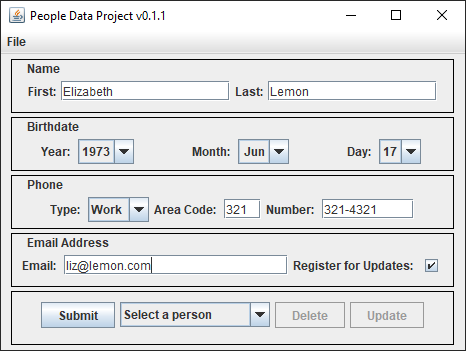 People Data Project v0.1.1
File
Name
First: Elizabeth Last: Lemon
Birthdate
Year: 1973 Month: Jun Day: 17
Phone
Type: Work Area Code: 321 Number: 321-4321
Email Address
Email: liz@lemon.com Register for Updates:
Submit Select a person Delete Update